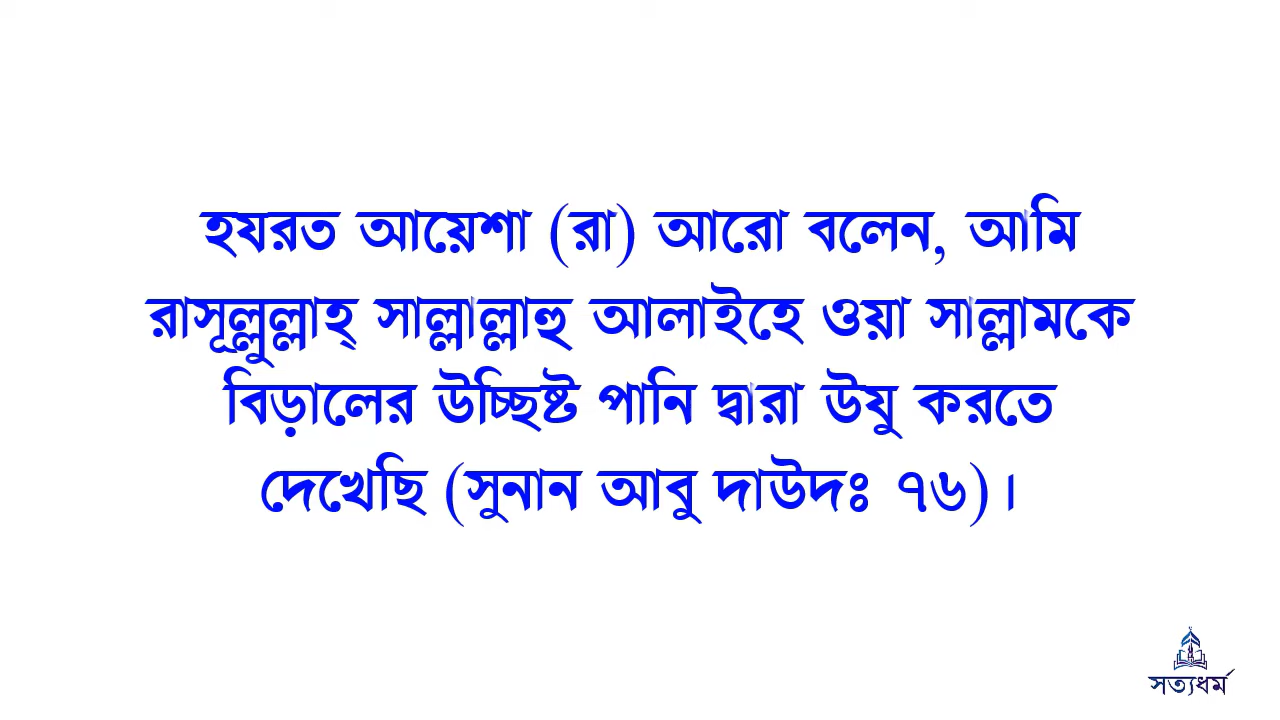 হযরত আয়েশা (রা) আরো বলেন, আমি
রাসূল্লুল্লাহ্ সাল্লাল্লাহু আলাইহে ওয়া সাল্লামকে
বিড়ালের উচ্ছিষ্ট পানি দ্বারা উযু করতে
দেখেছি (সুনান আবু দাউদঃ ৭৬)।
সত্যধর্ম